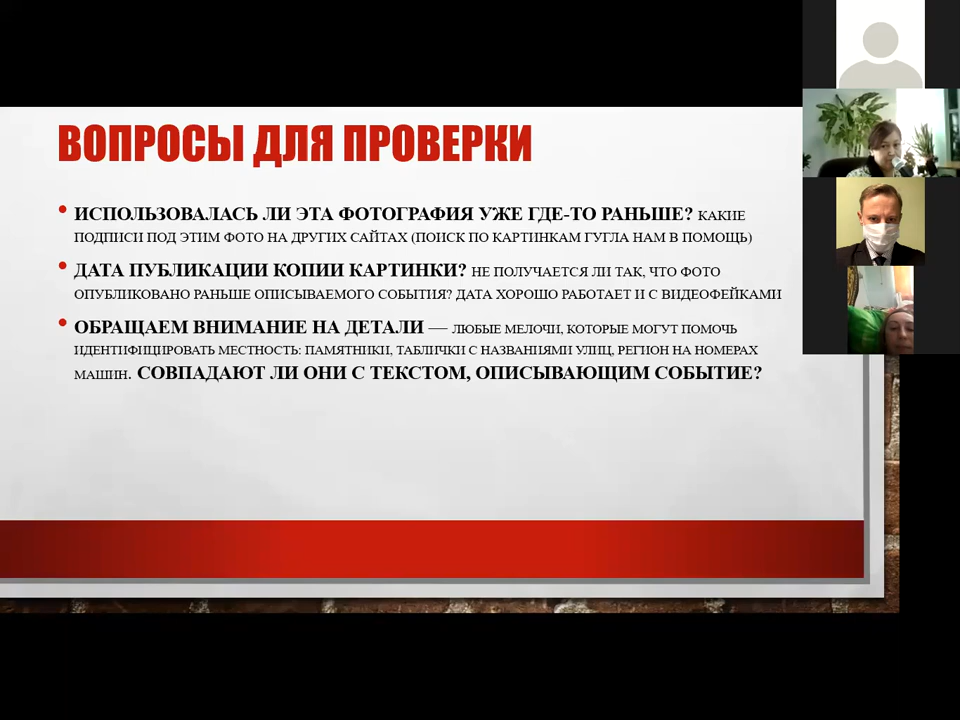 ВОПРОСЫ ДЛЯ ПРОВЕРКИ
• ИСПОЛЬЗОВАЛАСЬ ЛИ ЭТА ФОТОГРАФИЯ УЖЕ ГДЕ-ТО РАНЬШЕ? КАКИЕ
ПОДПИСИ ПОД ЭТИМ ФОТО НА ДРУГИХ САЙТАХ (ПОИСК ПО КАРТИНКАМ ГУГЛА НАМ В ПОМОЩЬ)
• ДАТА ПУБЛИКАЦИИ КОПИИ КАРТИНКИ? НЕ ПОЛУЧАЕТСЯ ЛИ ТАК, ЧТО ФОТО
ОПУБЛИКОВАНО РАНЬШЕ ОПИСЫВАЕМОГО СОБЫТИЯ? ДАТА ХОРОШО РАБОТАЕТ И С ВИДЕОФЕЙКАМИ
• ОБРАЩАЕМ ВНИМАНИЕ НА ДЕТАЛИ — ЛЮБЫЕ МЕЛОЧИ, КОТОРЫЕ МОГУТ ПОМОЧЬ
ИДЕНТИФИЦИРОВАТЬ МЕСТНОСТЬ: ПАМЯТНИКИ, ТАБЛИЧКИ С НАЗВАНИЯМИ УЛИЦ, РЕГИОН НА НОМЕРАХ
МАШИН. СОВПАДАЮТ ЛИ ОНИ С ТЕКСТОМ, ОПИСЫВАЮЩИМ СОБЫТИЕ?